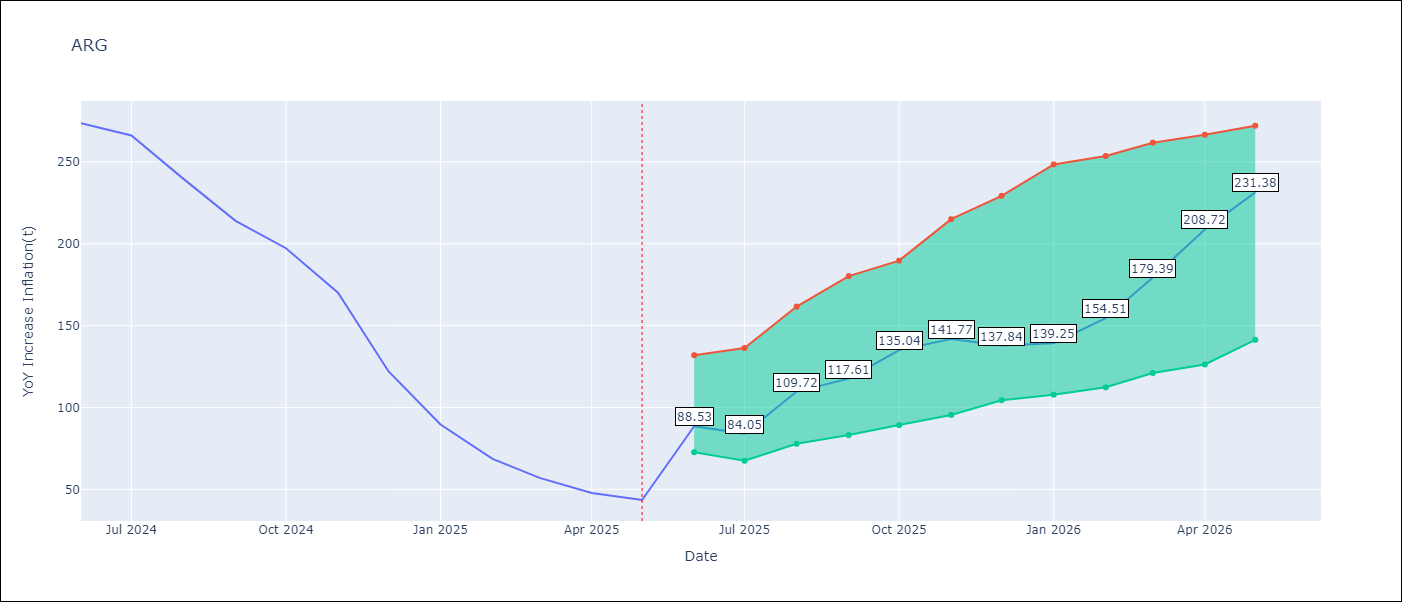 ARG
YoY Increase Inflation(t)
250
200
150
100
50
88.53
84.05
109.72
117.61
135.04
141.77
137.84
139.25
154.51
179.39
208.72
231.38
Jul 2024
Oct 2024
Jan 2025
Apr 2025
Jul 2025
Oct 2025
Jan 2026
Apr 2026
Date